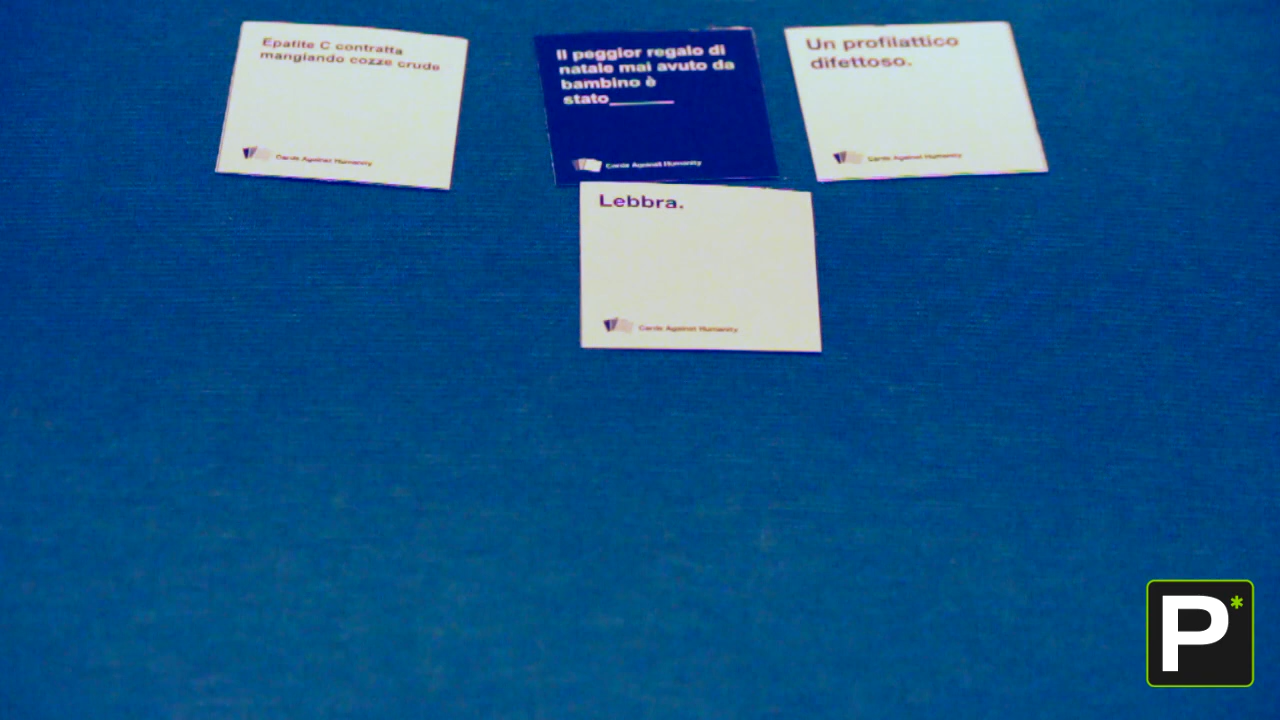 Epatite C contratta
mangiando cozze crude
Cards Against Humanity
Il peggior regalo di
natale mai avuto da
bambino è
stato______
Cards Against Humanity
Un profilattico
difettoso.
Cards Against Humanity
Lebbra.
Cards Against Humanity
P*